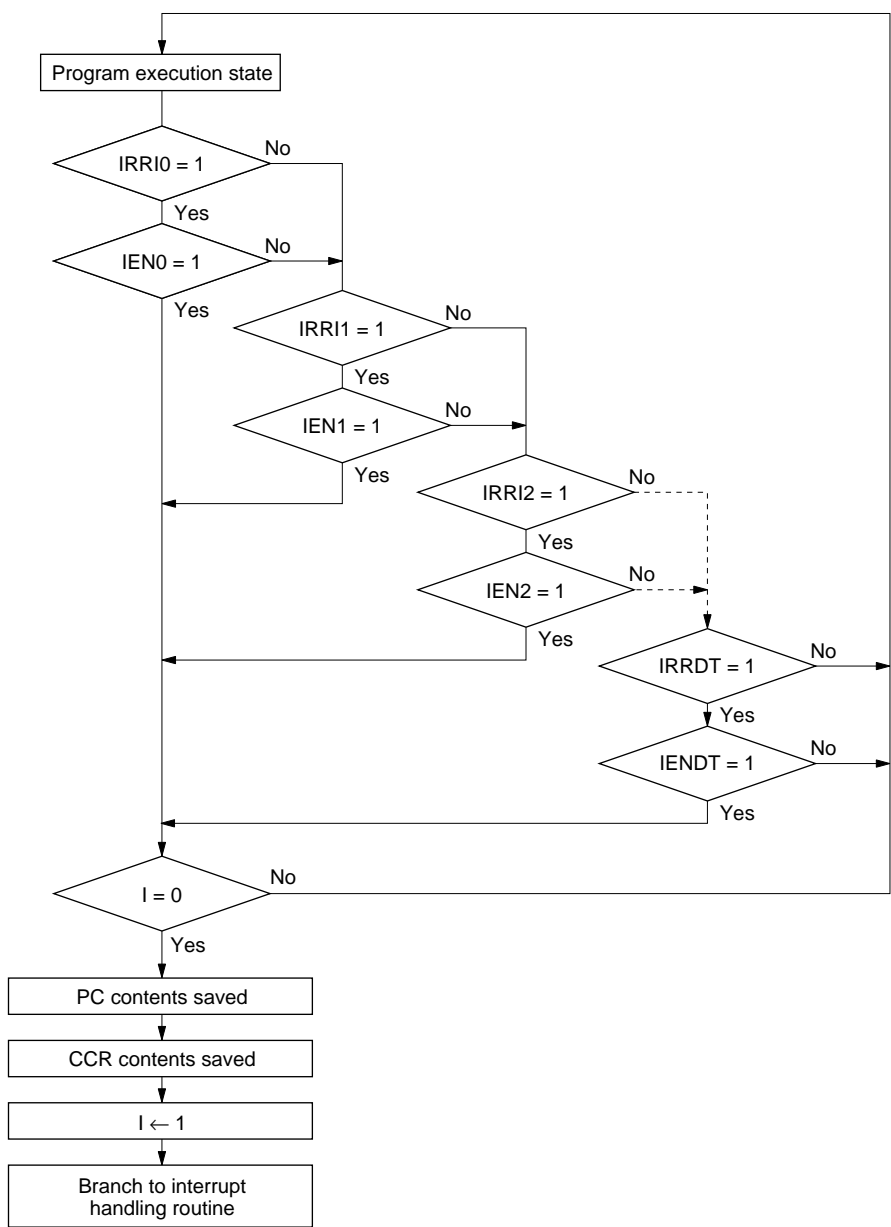 Program execution state
IRRI0 = 1
No
Yes
IEN0 = 1
No
Yes
IRRI1 = 1
No
Yes
IEN1 = 1
No
Yes
IRRI2 = 1
No
Yes
IEN2 = 1
No
Yes
IRRDT = 1
No
Yes
IENDT = 1
No
Yes
I = 0
No
Yes
PC contents saved
CCR contents saved
I ← 1
Branch to interrupt
handling routine